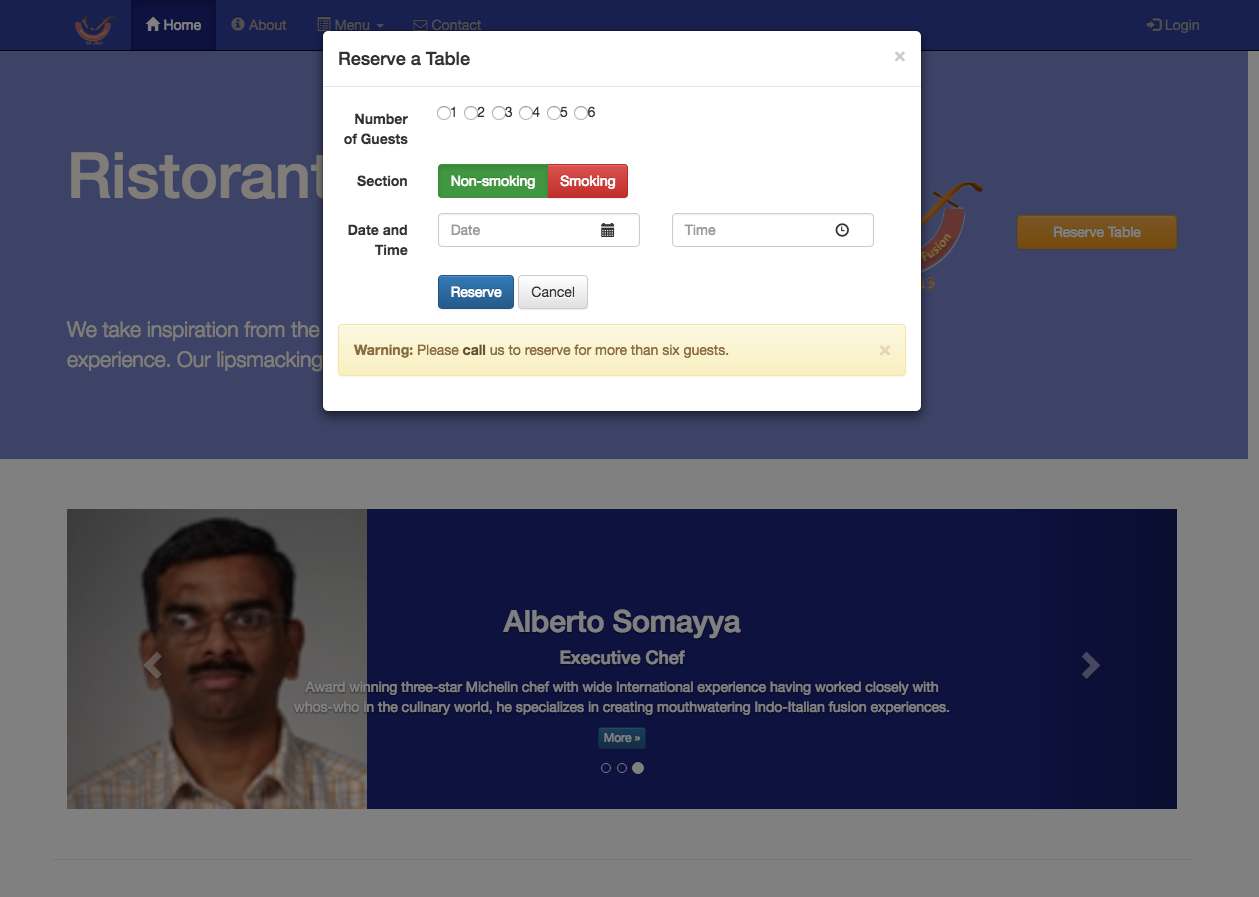 Home About Menu Contact Login
Reserve a Table ×
Number of Guests 1 2 3 4 5 6
Section Non-smoking Smoking
Date and Time Date Time
Reserve Cancel
Warning: Please call us to reserve for more than six guests. ×
Ristorant
Fusion
Reserve Table
We take inspiration from the
experience. Our lipsmacking
Alberto Somayya
Executive Chef
Award winning three-star Michelin chef with wide International experience having worked closely with
whos-who in the culinary world, he specializes in creating mouthwatering Indo-Italian fusion experiences.
More »